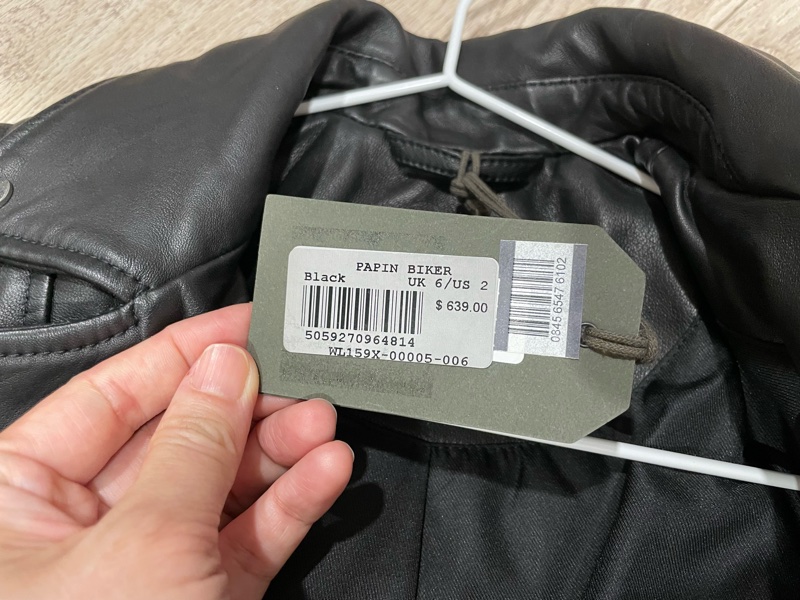 PAPIN BIKER
Black UK 6/US 2
$ 639.00
5059270964814
WL159X-00005-006
0845 6547 6102